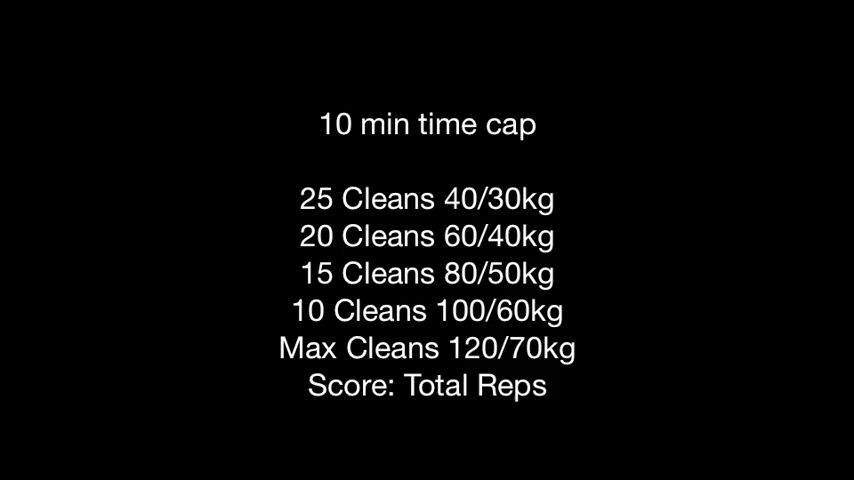 10 min time cap
25 Cleans 40/30kg
20 Cleans 60/40kg
15 Cleans 80/50kg
10 Cleans 100/60kg
Max Cleans 120/70kg
Score: Total Reps